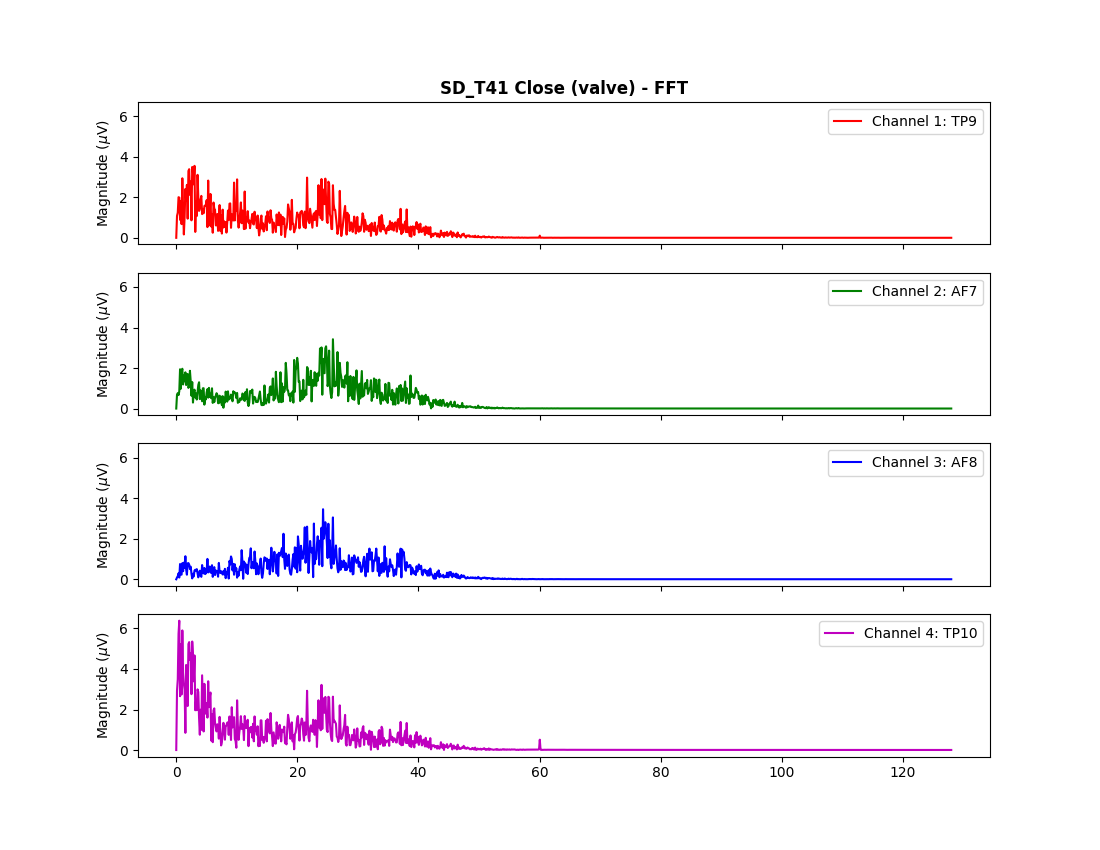 SD_T41 Close (valve) - FFT
Magnitude (μV)
6
4
2
0
Channel 1: TP9
Magnitude (μV)
6
4
2
0
Channel 2: AF7
Magnitude (μV)
6
4
2
0
Channel 3: AF8
Magnitude (μV)
6
4
2
0
Channel 4: TP10
0 20 40 60 80 100 120